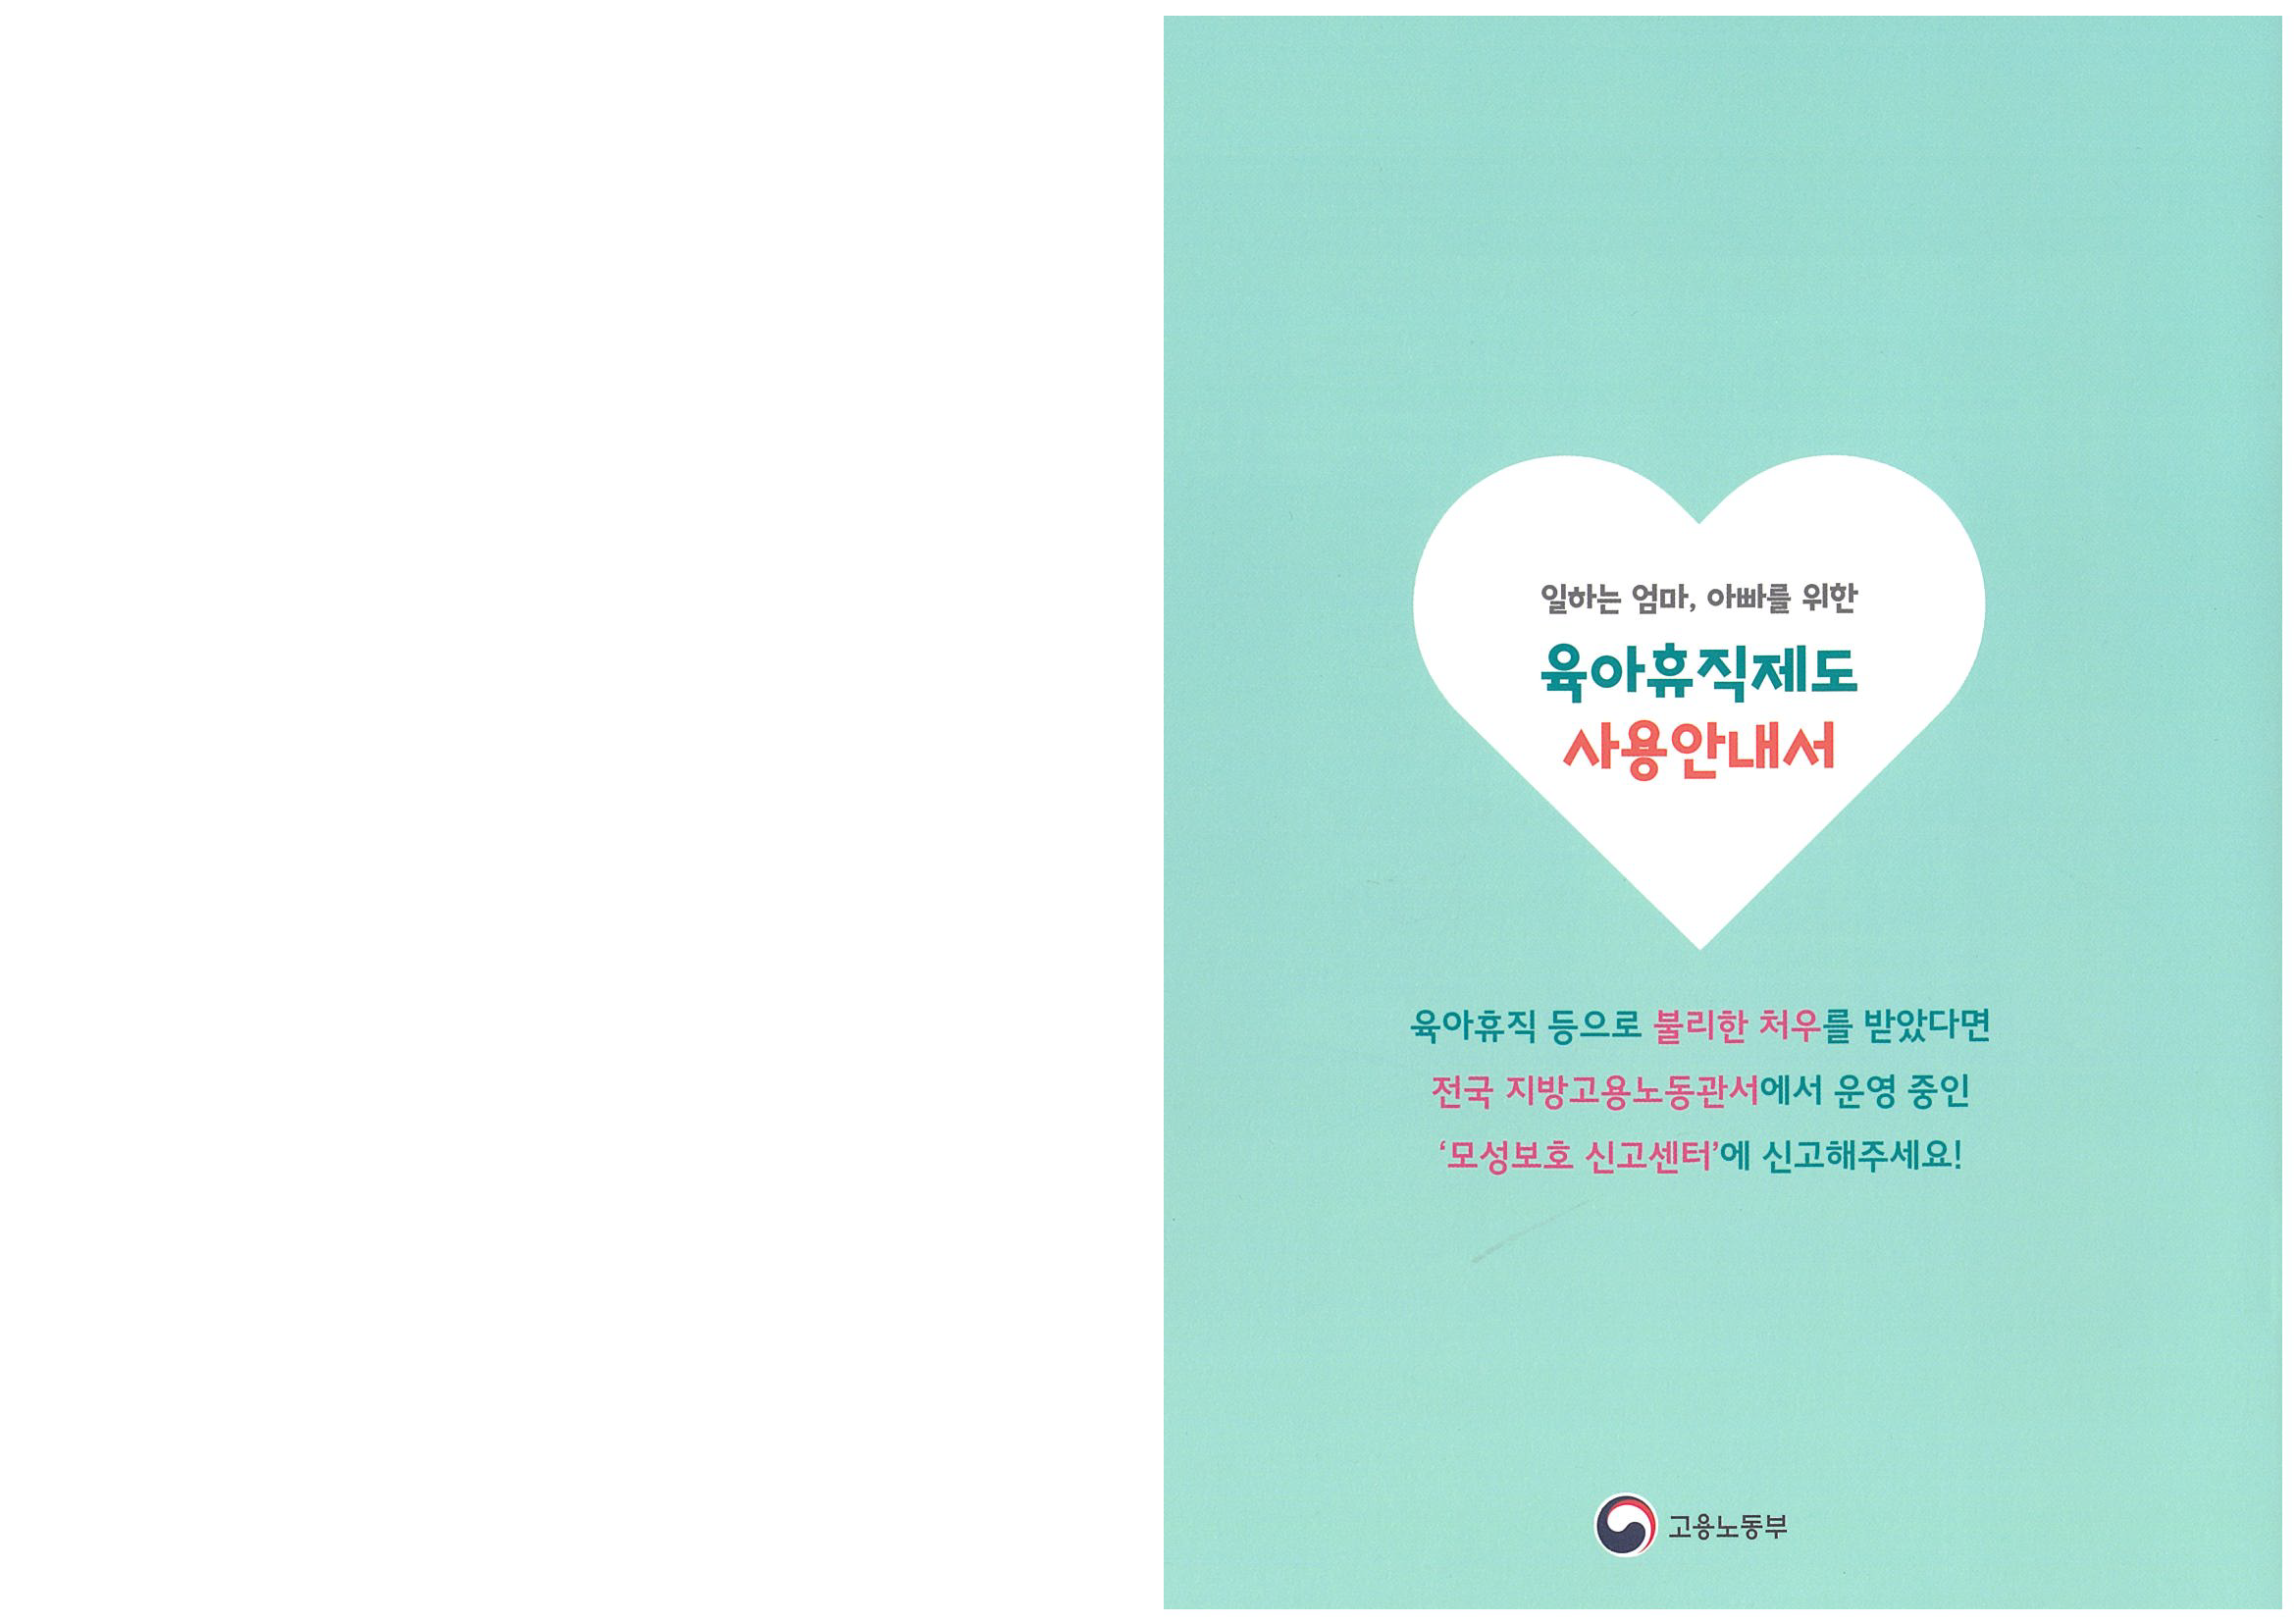 일하는 엄마, 아빠를 위한
육아휴직제도
사용안내서
육아휴직 등으로 불리한 처우를 받았다면
전국 지방고용노동관서에서 운영 중인
‘모성보호 신고센터’에 신고해주세요!
고용노동부